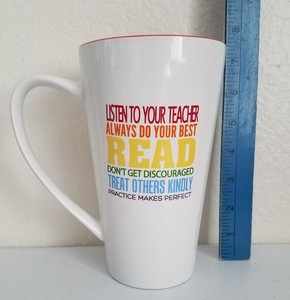 LISTEN TO YOUR TEACHER
ALWAYS DO YOUR BEST
READ
DON'T GET DISCOURAGED
TREAT OTHERS KINDLY
PRACTICE MAKES PERFECT